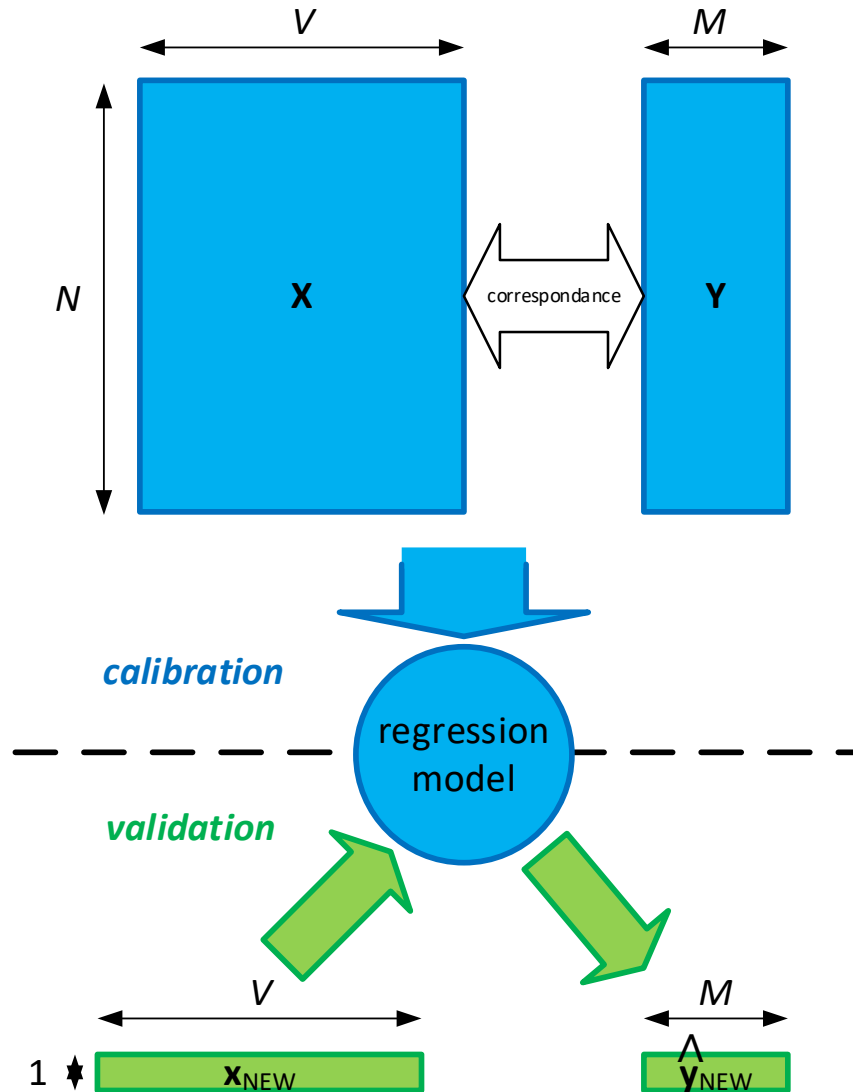 V
M
N
X
correspondance
Y
calibration
regression
model
validation
V
M
1
xNEW
ŷNEW